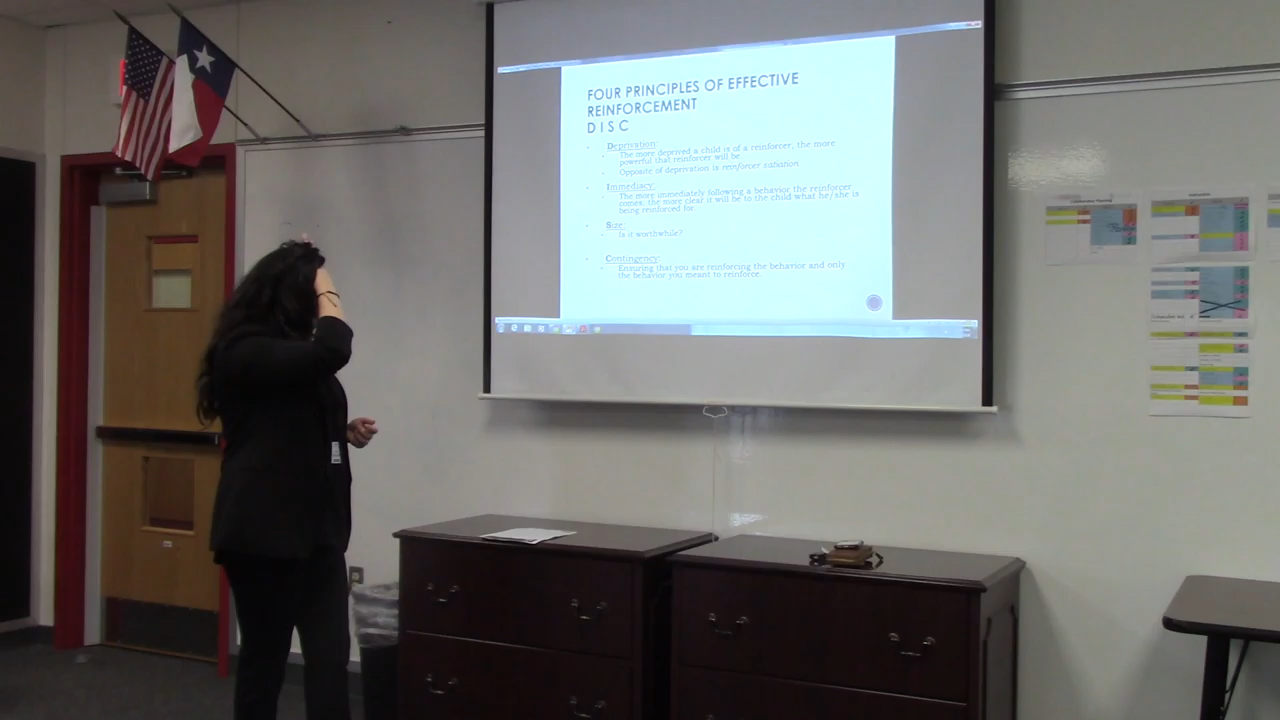 FOUR PRINCIPLES OF EFFECTIVE
REINFORCEMENT
D I S C
Deprivation:
The more deprived a child is of a reinforcer, the more
powerful that reinforcer will be.
Opposite of deprivation is reinforcer satiation
Immediacy:
The more immediately following a behavior the reinforcer
comes, the more clear it will be to the child what he/she is
being reinforced for.
Size:
Is it worthwhile?
Contingency:
Ensuring that you are reinforcing the behavior and only
the behavior you meant to reinforce.